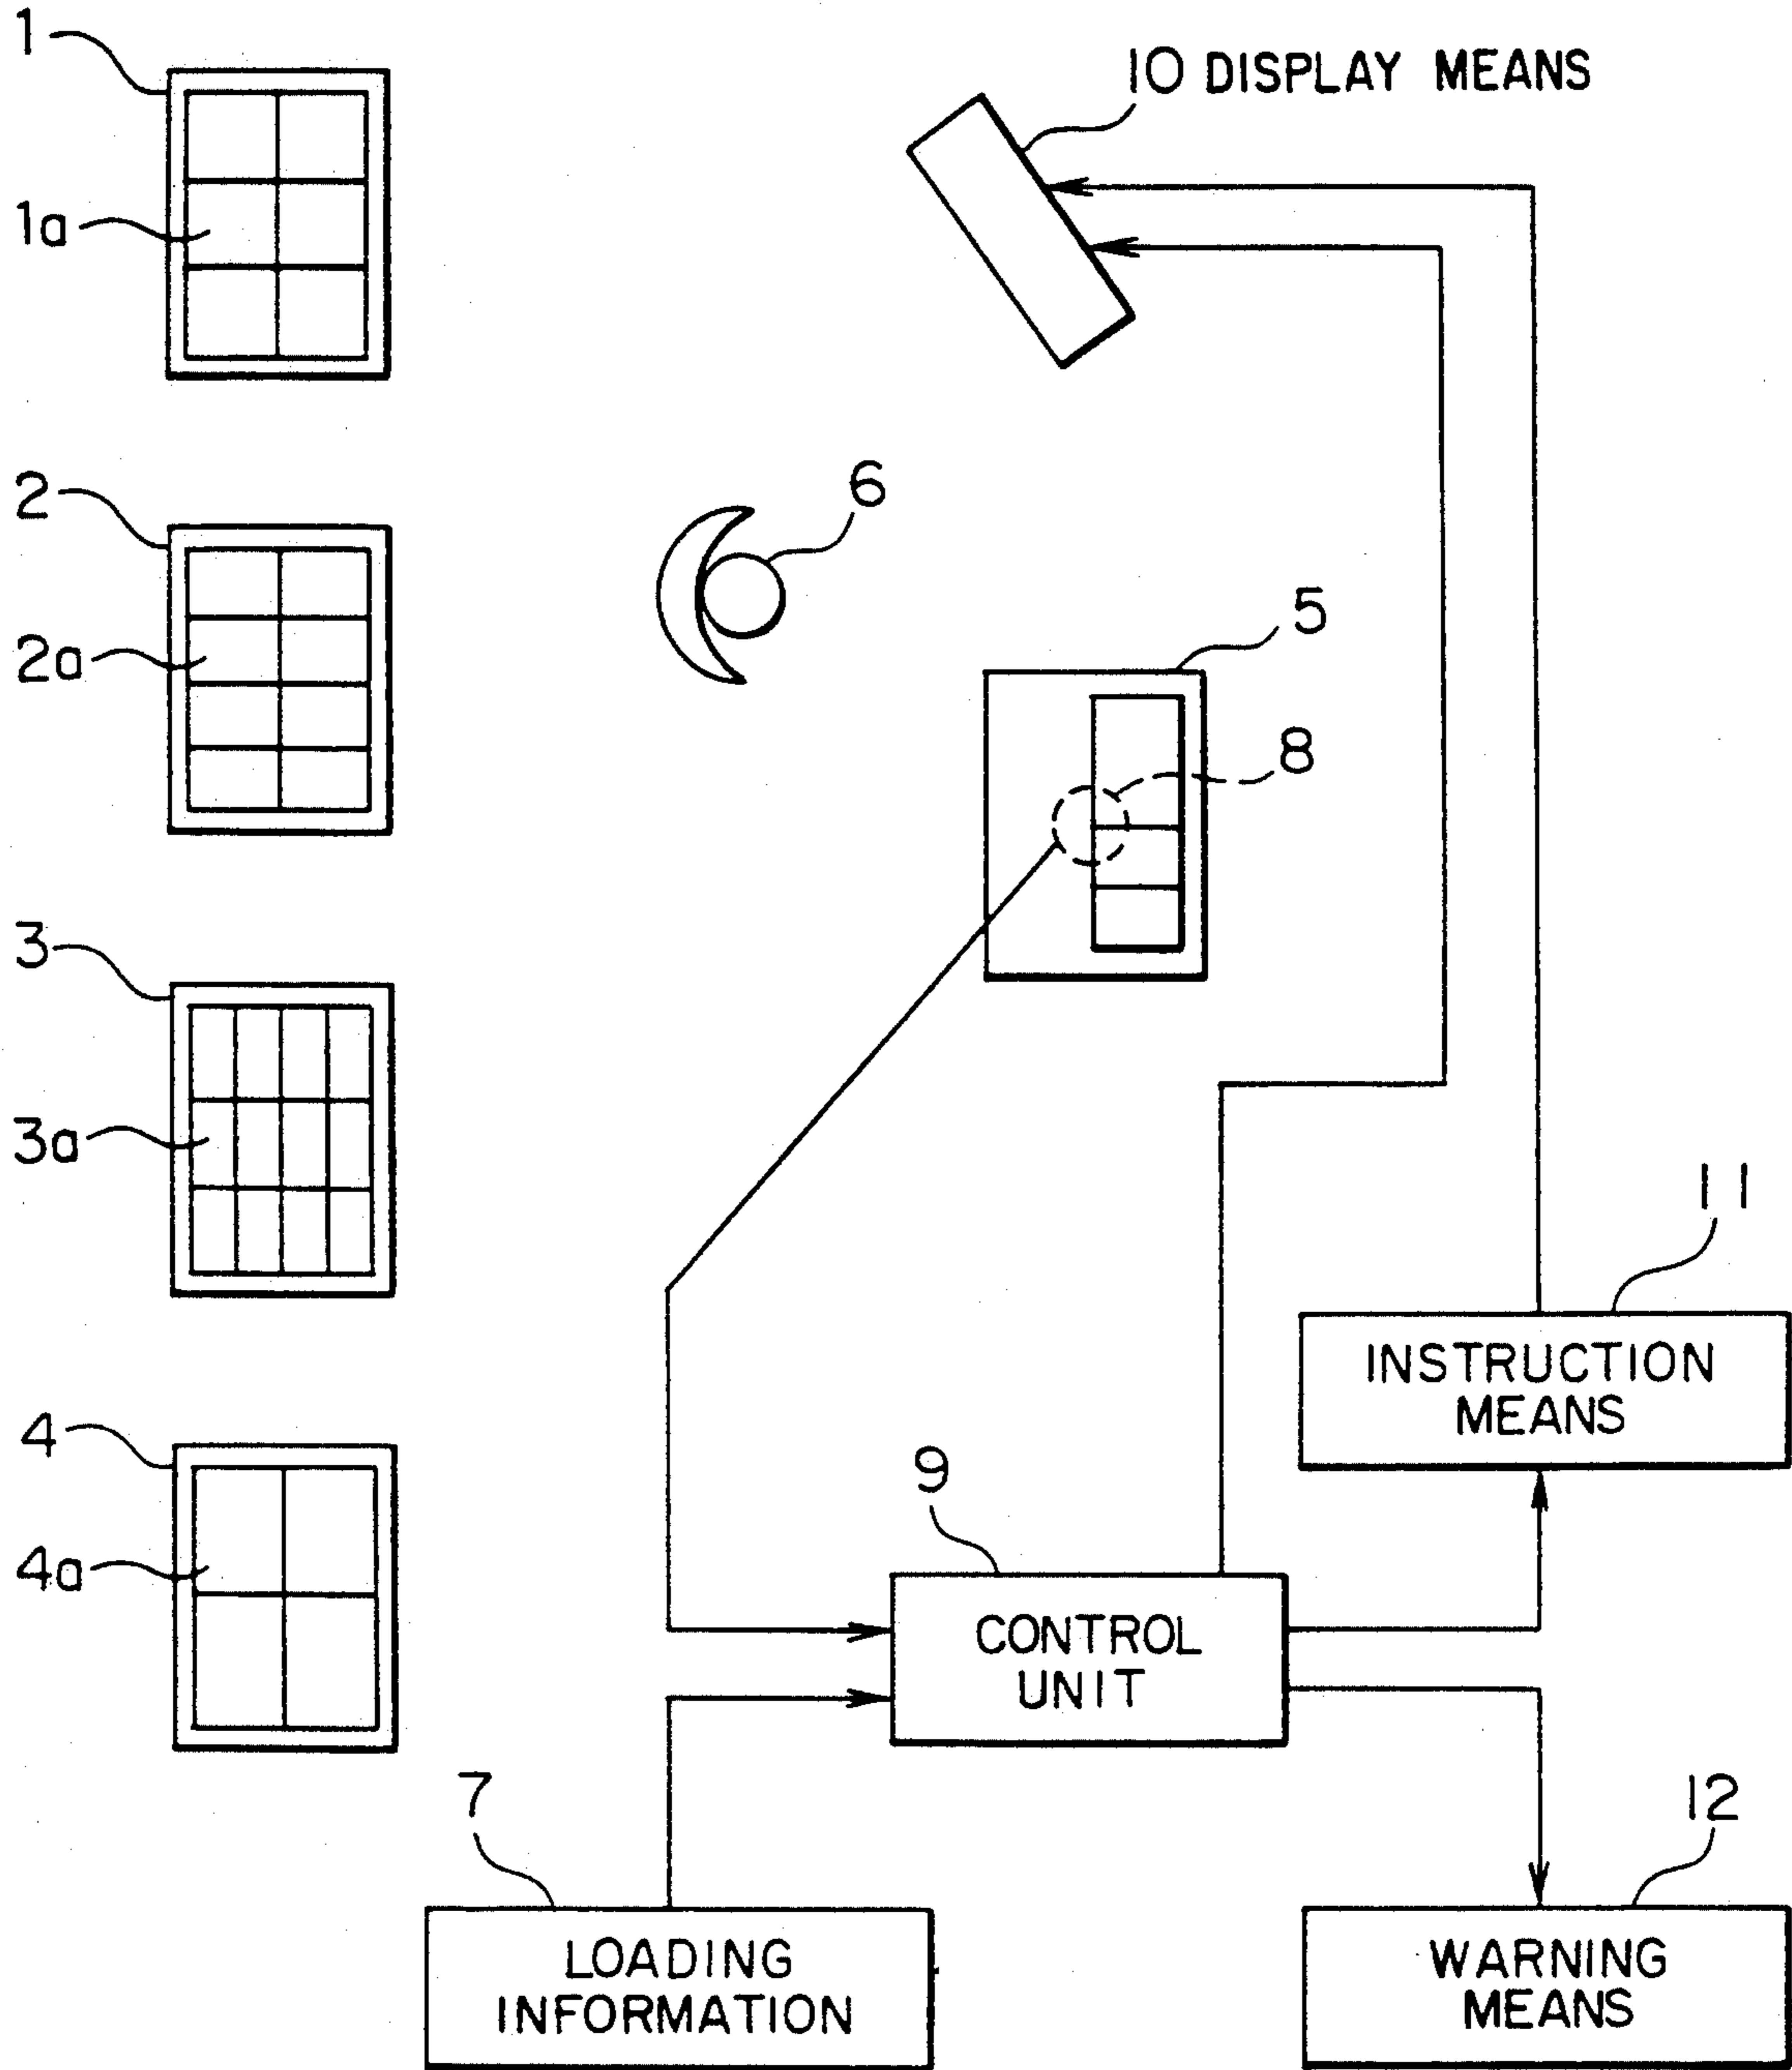 1
10 DISPLAY MEANS
1a
2
6
5
2a
8
3
3a
11
INSTRUCTION
MEANS
4
9
4a
CONTROL
UNIT
7
12
LOADING
INFORMATION
WARNING
MEANS